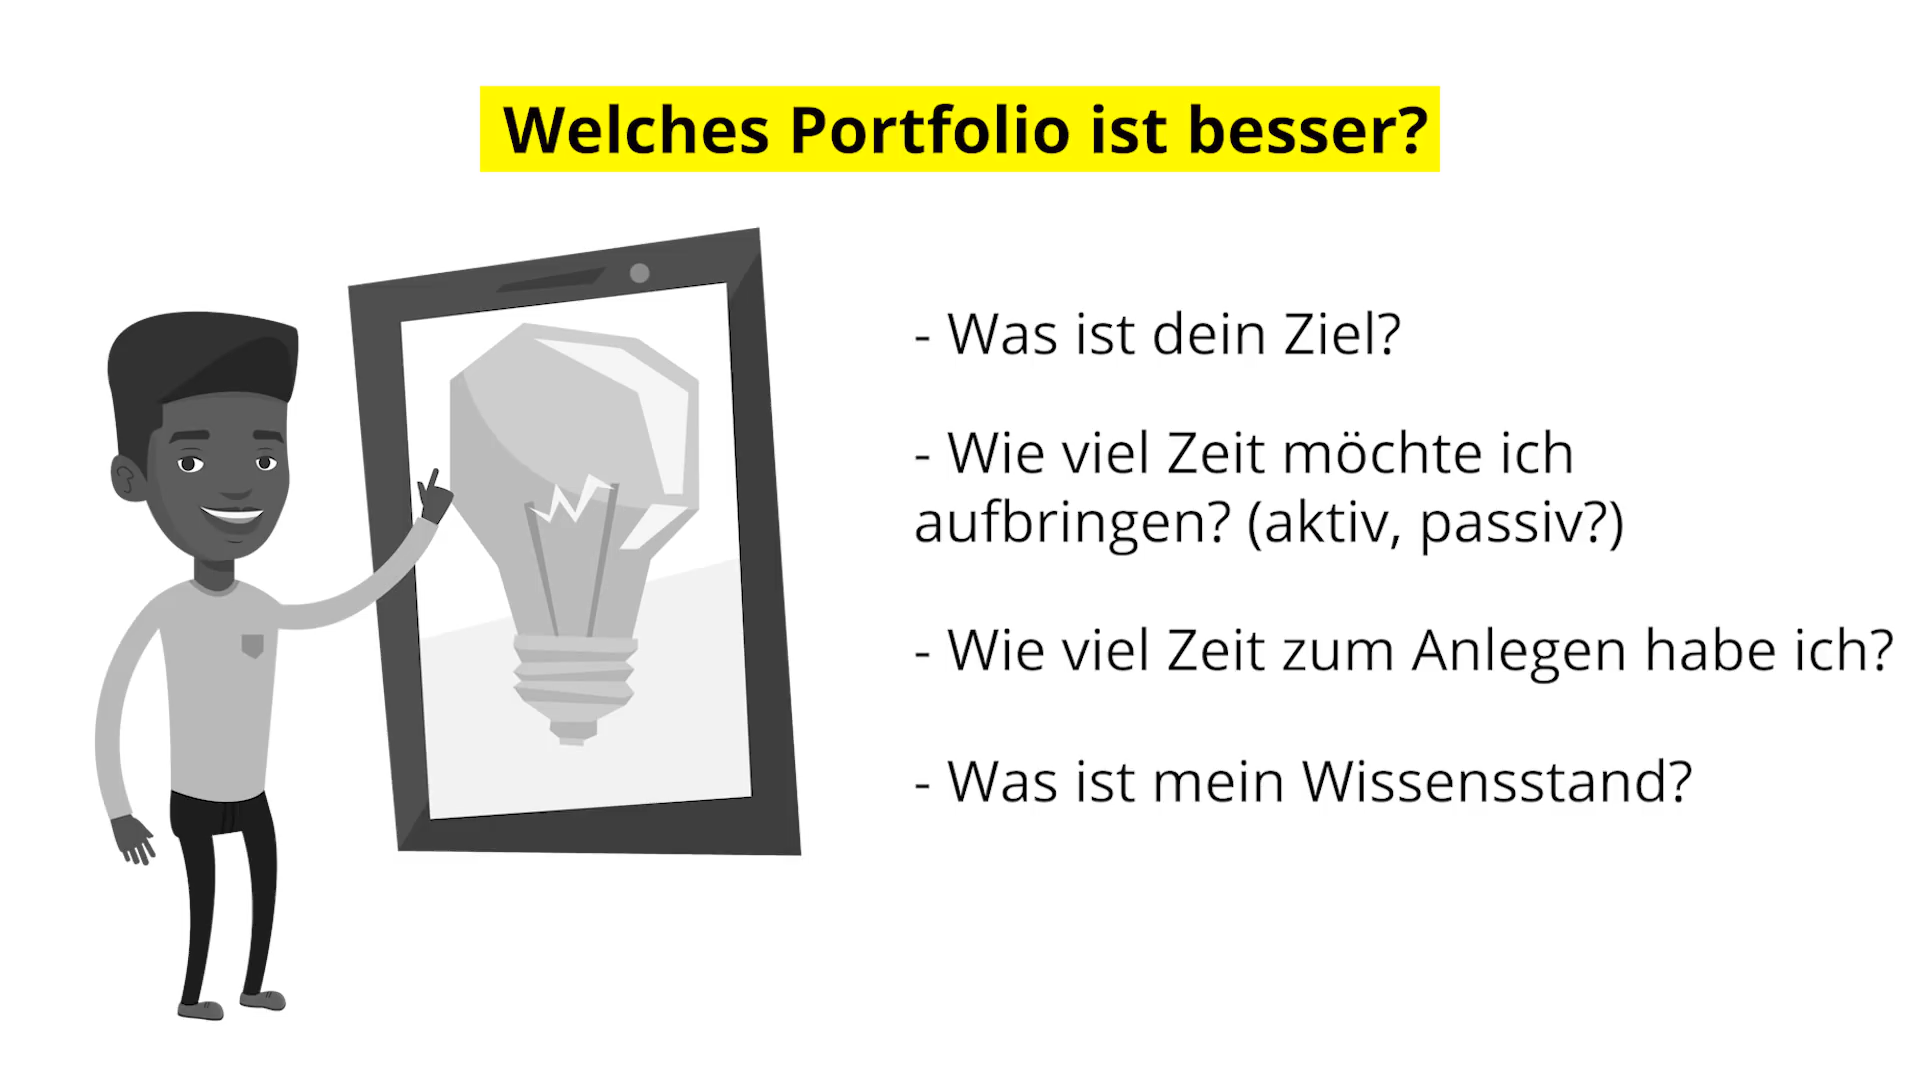 Welches Portfolio ist besser?
- Was ist dein Ziel?
- Wie viel Zeit möchte ich
aufbringen? (aktiv, passiv?)
- Wie viel Zeit zum Anlegen habe ich?
- Was ist mein Wissensstand?